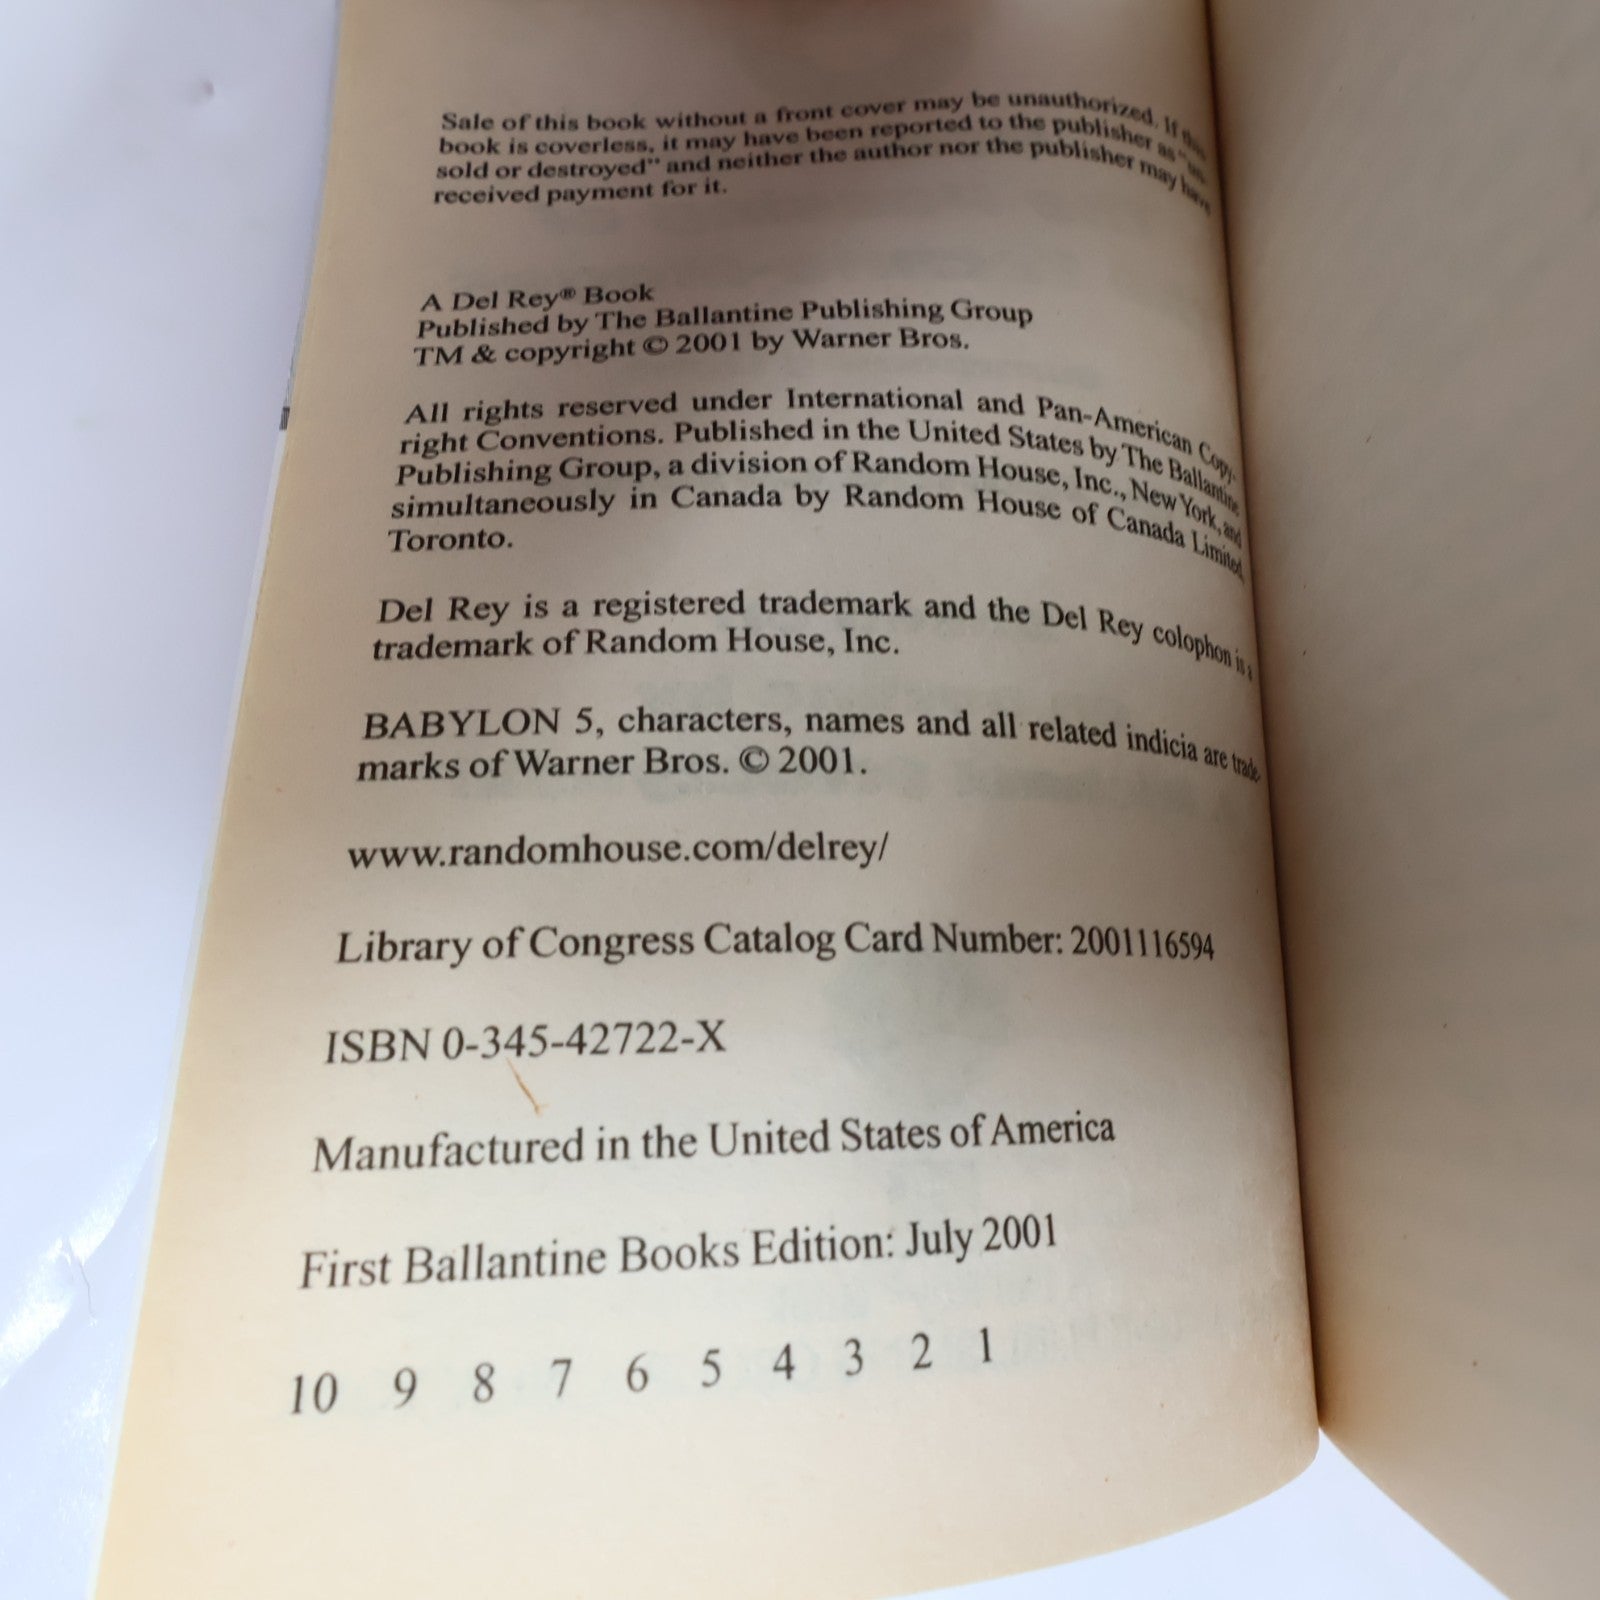 Sale of this book without a front cover may be unauthorized. If this
book is coverless, it may have been reported to the publisher as "un-
sold or destroyed" and neither the author nor the publisher may have
received payment for it.
A Del Rey® Book
Published by The Ballantine Publishing Group
TM & copyright © 2001 by Warner Bros.
All rights reserved under International and Pan-American Copy-
right Conventions. Published in the United States by The Ballantine
Publishing Group, a division of Random House, Inc., New York, and
simultaneously in Canada by Random House of Canada Limited,
Toronto.
Del Rey is a registered trademark and the Del Rey colophon is a
trademark of Random House, Inc.
BABYLON 5, characters, names and all related indicia are trade-
marks of Warner Bros. © 2001.
www.randomhouse.com/delrey/
Library of Congress Catalog Card Number: 2001116594
ISBN 0-345-42722-X
Manufactured in the United States of America
First Ballantine Books Edition: July 2001
10 9 8 7 6 5 4 3 2 1